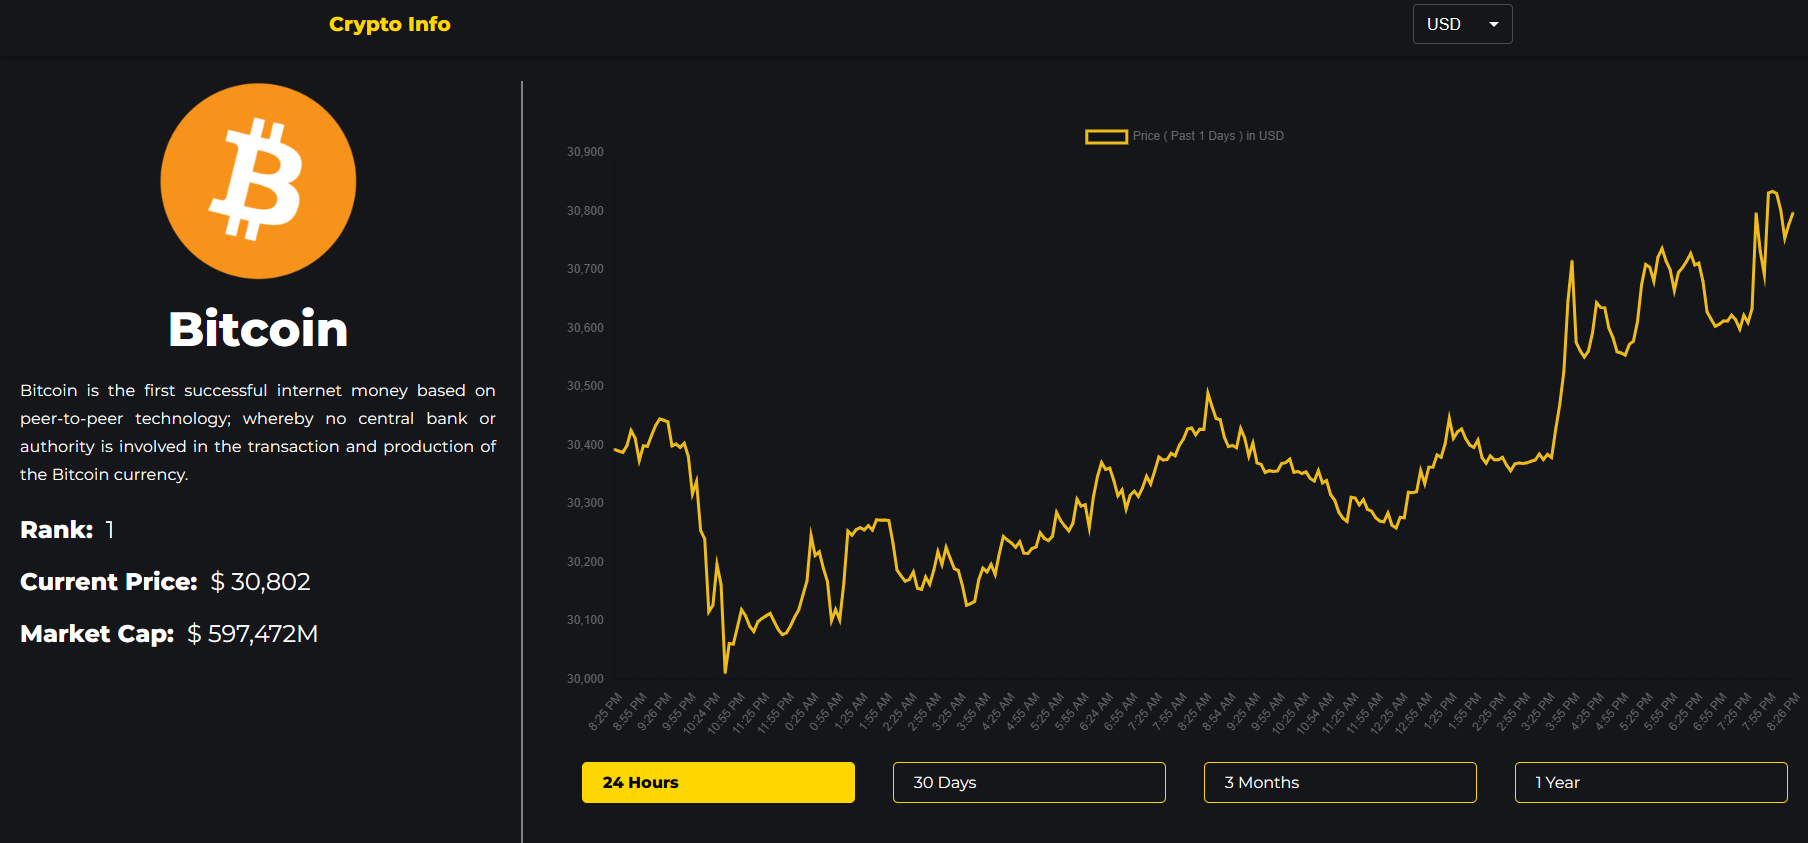 Crypto Info
USD
Bitcoin
Bitcoin is the first successful internet money based on
peer-to-peer technology; whereby no central bank or
authority is involved in the transaction and production of
the Bitcoin currency.
Rank: 1
Current Price: $ 30,802
Market Cap: $ 597,472M
Price ( Past 1 Days ) in USD
30,900
30,800
30,700
30,600
30,500
30,400
30,300
30,200
30,100
30,000
8:25 PM
8:55 PM
9:26 PM
9:55 PM
10:24 PM
10:55 PM
11:25 PM
11:55 PM
0:25 AM
0:55 AM
1:25 AM
1:55 AM
2:25 AM
2:55 AM
3:25 AM
3:55 AM
4:25 AM
4:55 AM
5:25 AM
5:55 AM
6:24 AM
6:55 AM
7:25 AM
7:55 AM
8:25 AM
8:54 AM
9:25 AM
9:55 AM
10:25 AM
10:54 AM
11:25 AM
11:55 AM
12:25 AM
12:55 AM
1:25 PM
1:55 PM
2:25 PM
2:55 PM
3:25 PM
3:55 PM
4:25 PM
4:55 PM
5:25 PM
5:55 PM
6:25 PM
6:55 PM
7:25 PM
7:55 PM
8:26 PM
24 Hours
30 Days
3 Months
1 Year